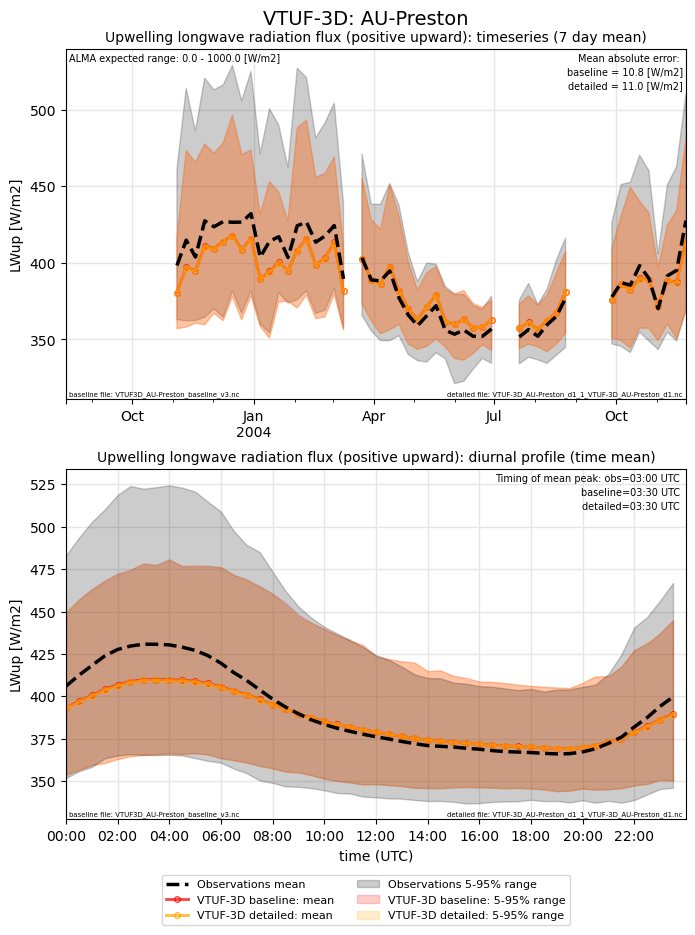 VTUF-3D: AU-Preston
Upwelling longwave radiation flux (positive upward): timeseries (7 day mean)
ALMA expected range: 0.0 - 1000.0 [W/m2]
Mean absolute error:
baseline = 10.8 [W/m2]
detailed = 11.0 [W/m2]
500
450
400
350
LWup [W/m2]
baseline file: VTUF3D_AU-Preston_baseline_v3.nc
detailed file: VTUF-3D_AU-Preston_d1_1_VTUF-3D_AU-Preston_d1.nc
Oct Jan Apr Jul Oct
2004
Upwelling longwave radiation flux (positive upward): diurnal profile (time mean)
Timing of mean peak: obs=03:00 UTC
baseline=03:30 UTC
detailed=03:30 UTC
525
500
475
450
425
400
375
350
LWup [W/m2]
baseline file: VTUF3D_AU-Preston_baseline_v3.nc
detailed file: VTUF-3D_AU-Preston_d1_1_VTUF-3D_AU-Preston_d1.nc
00:00 02:00 04:00 06:00 08:00 10:00 12:00 14:00 16:00 18:00 20:00 22:00
time (UTC)
Observations mean
VTUF-3D baseline: mean
VTUF-3D detailed: mean
Observations 5-95% range
VTUF-3D baseline: 5-95% range
VTUF-3D detailed: 5-95% range